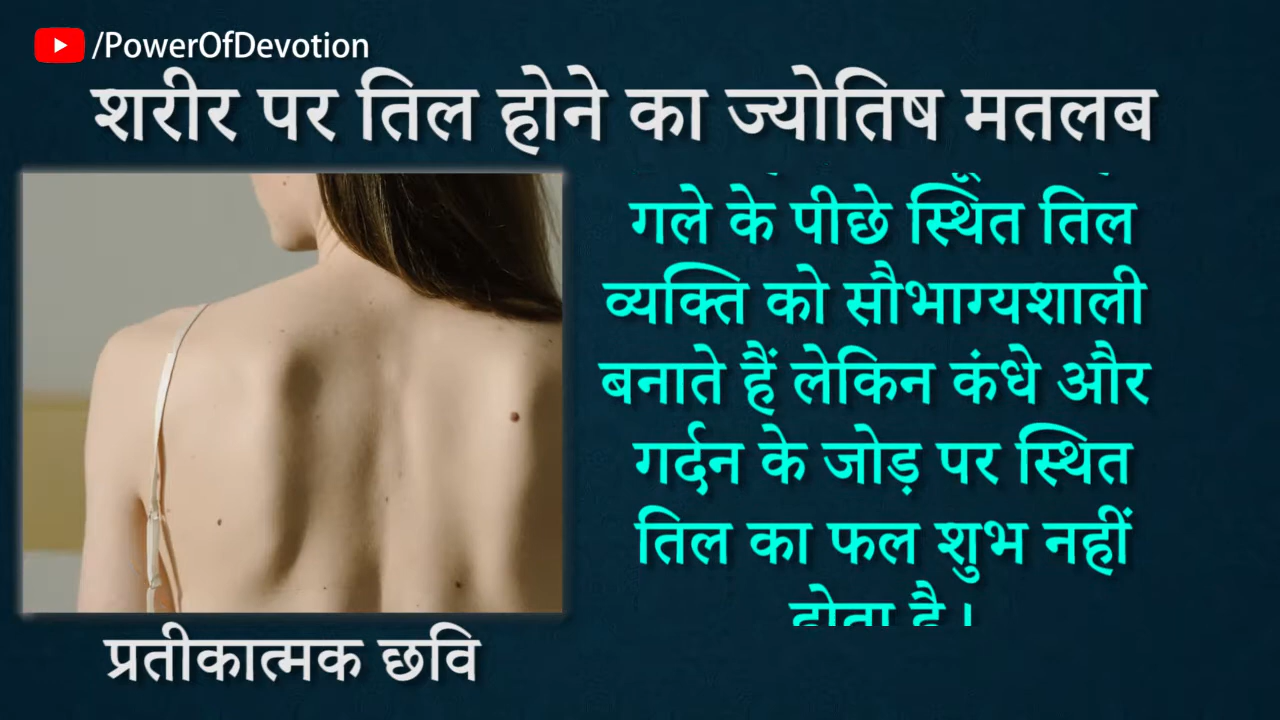 /PowerOfDevotion
शरीर पर तिल होने का ज्योतिष मतलब
गले के पीछे स्थित तिल
व्यक्ति को सौभाग्यशाली
बनाते हैं लेकिन कंधे और
गर्दन के जोड़ पर स्थित
तिल का फल शुभ नहीं
होता है।
प्रतीकात्मक छवि